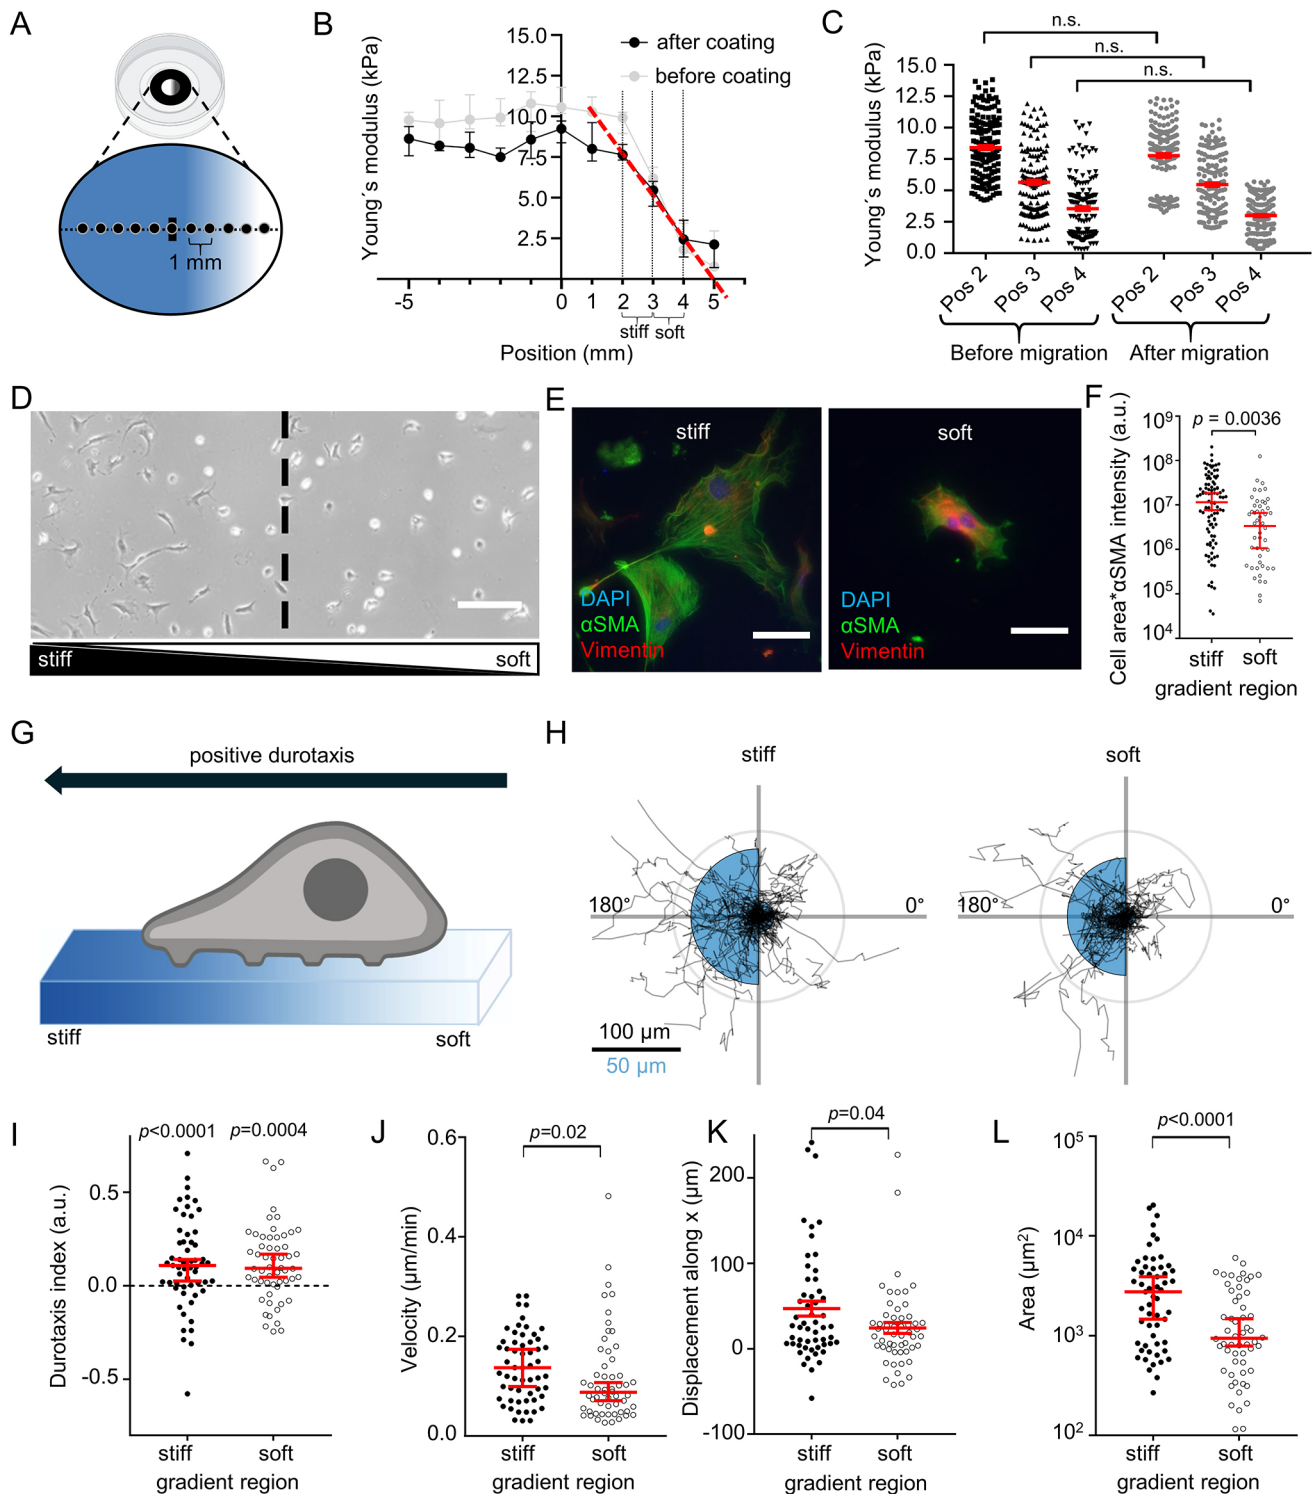 A
1 mm
B
Young´s modulus (kPa)
15.0
12.5
10.0
7.5
5.0
2.5
after coating
before coating
-5
0
1
2
3
4
5
stiff
soft
Position (mm)
C
Young´s modulus (kPa)
15.0
12.5
10.0
7.5
5.0
2.5
0.0
n.s.
n.s.
n.s.
Pos 2
Pos 3
Pos 4
Pos 2
Pos 3
Pos 4
Before migration
After migration
D
stiff
soft
E
stiff
DAPI
αSMA
Vimentin
soft
DAPI
αSMA
Vimentin
F
Cell area*αSMA intensity (a.u.)
10⁹
10⁸
10⁷
10⁶
10⁵
10⁴
p = 0.0036
stiff
soft
gradient region
G
positive durotaxis
stiff
soft
H
stiff
180°
0°
100 µm
50 µm
soft
180°
0°
I
Durotaxis index (a.u.)
p<0.0001
p=0.0004
0.5
0.0
-0.5
stiff
soft
gradient region
J
Velocity (µm/min)
0.6
0.4
0.2
0.0
p=0.02
stiff
soft
gradient region
K
Displacement along x (µm)
p=0.04
200
100
0
-100
stiff
soft
gradient region
L
Area (µm²)
10⁵
10⁴
10³
10²
p<0.0001
stiff
soft
gradient region